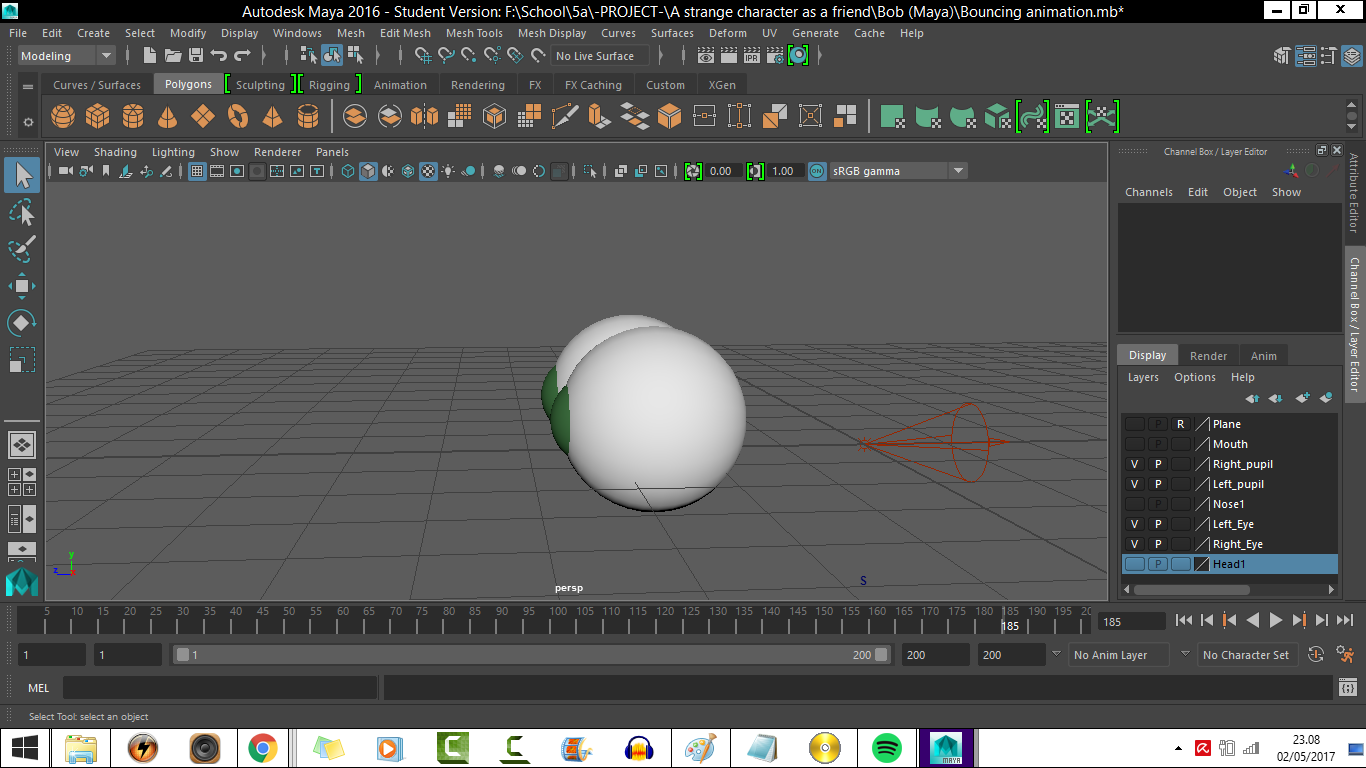 Autodesk Maya 2016 - Student Version: F:\School\5a\-PROJECT-\A strange character as a friend\Bob (Maya)\Bouncing animation.mb*
File Edit Create Select Modify Display Windows Mesh Edit Mesh Mesh Tools Mesh Display Curves Surfaces Deform UV Generate Cache Help
Modeling No Live Surface IPR
Curves / Surfaces Polygons Sculpting Rigging Animation Rendering FX FX Caching Custom XGen
View Shading Lighting Show Renderer Panels
0.00 1.00 ON sRGB gamma
Channel Box / Layer Editor
Channels Edit Object Show
Attribute Editor
Channel Box / Layer Editor
Display Render Anim
Layers Options Help
R Plane
P Mouth
V P Right_pupil
V P Left_pupil
P Nose1
V P Left_Eye
V P Right_Eye
P Head1
y
z x
persp
S
5 10 15 20 25 30 35 40 45 50 55 60 65 70 75 80 85 90 95 100 105 110 115 120 125 130 135 140 145 150 155 160 165 170 175 180 185 190 195 20
185
185
1 1 1 200 200 200 No Anim Layer No Character Set
MEL
Select Tool: select an object
MAYA
23.08
02/05/2017